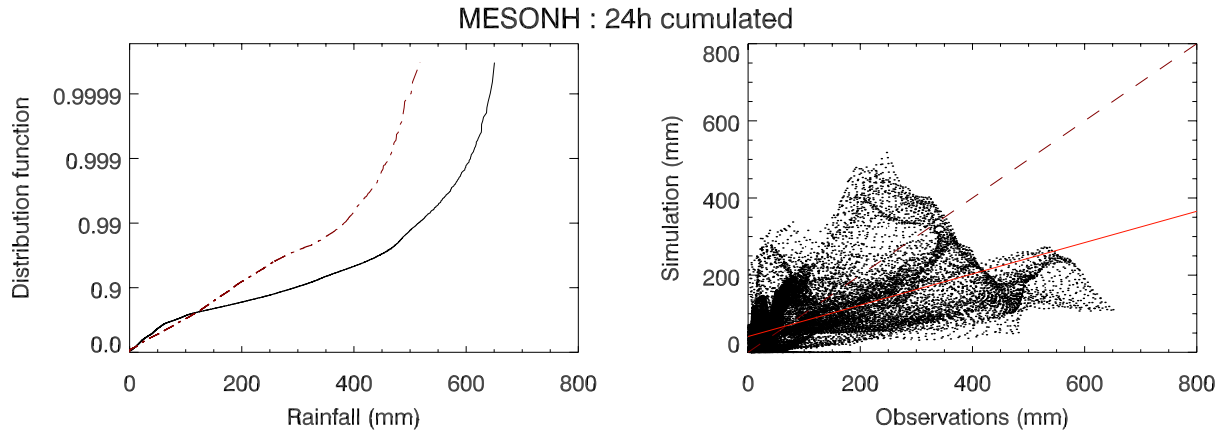 MESONH : 24h cumulated
Distribution function
0.9999
0.999
0.99
0.9
0.0
0 200 400 600 800
Rainfall (mm)
Simulation (mm)
800
600
400
200
0
0 200 400 600 800
Observations (mm)